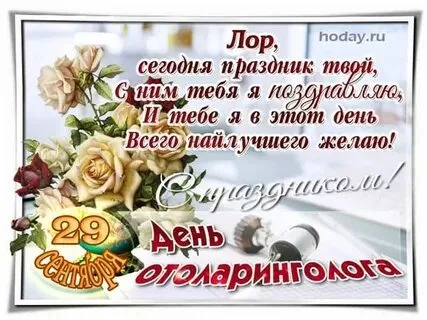 hoday.ru
Лор,
сегодня праздник твой,
С ним тебя я поздравляю,
И тебе я в этот день
Всего найлучшего желаю!
С праздником!
29
сентября
День
отоларинголога